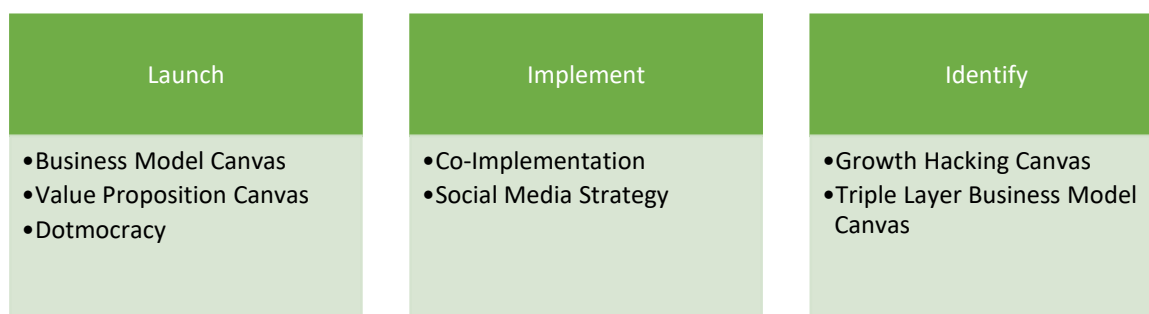 Launch
•Business Model Canvas
•Value Proposition Canvas
•Dotmocracy
Implement
•Co-Implementation
•Social Media Strategy
Identify
•Growth Hacking Canvas
•Triple Layer Business Model
Canvas